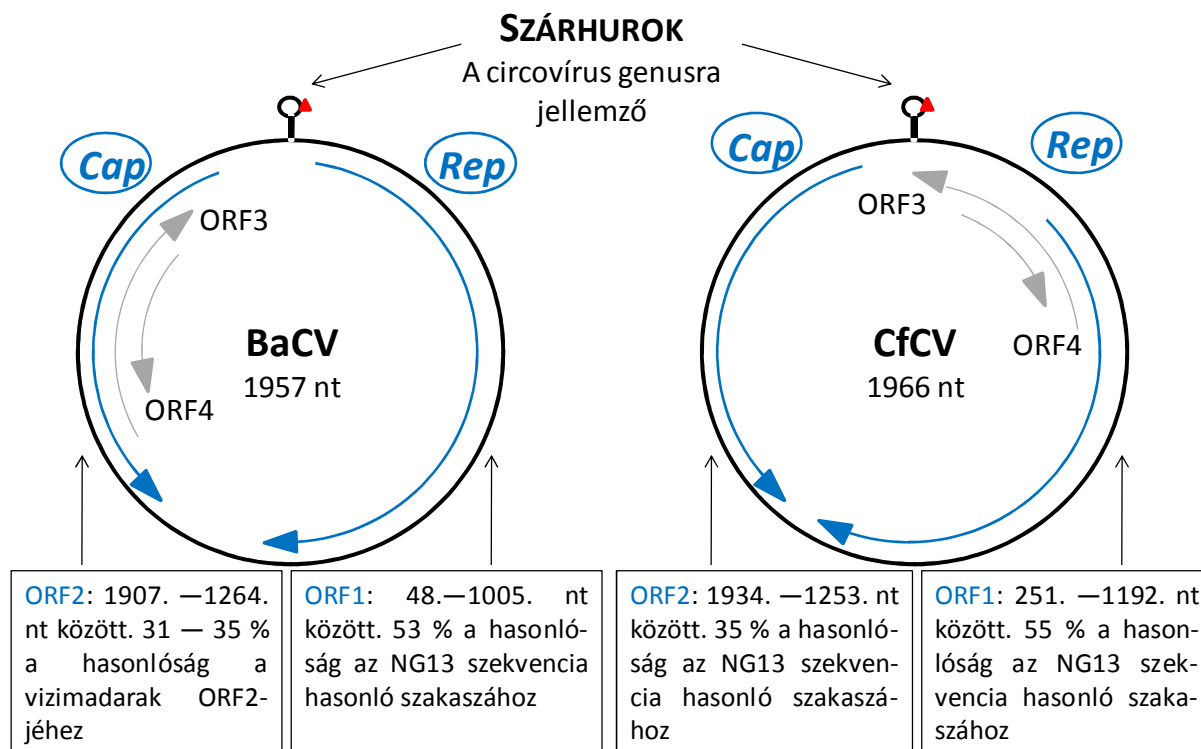 SZÁRHUROK
A circovírus genusra
jellemző
Cap
Rep
ORF3
BaCV
1957 nt
ORF4
Cap
Rep
ORF3
CfCV
1966 nt
ORF4
ORF2: 1907. —1264.
nt között. 31 — 35 %
a hasonlóság a
vizimadarak ORF2-
jéhez
ORF1: 48.—1005. nt
között. 53 % a hasonló-
ság az NG13 szekvencia
hasonló szakaszához
ORF2: 1934. —1253. nt
között. 35 % a hasonló-
ság az NG13 szekven-
cia hasonló szakaszá-
hoz
ORF1: 251. —1192. nt
között. 55 % a hason-
lóság az NG13 szek-
vencia hasonló szaka-
szához